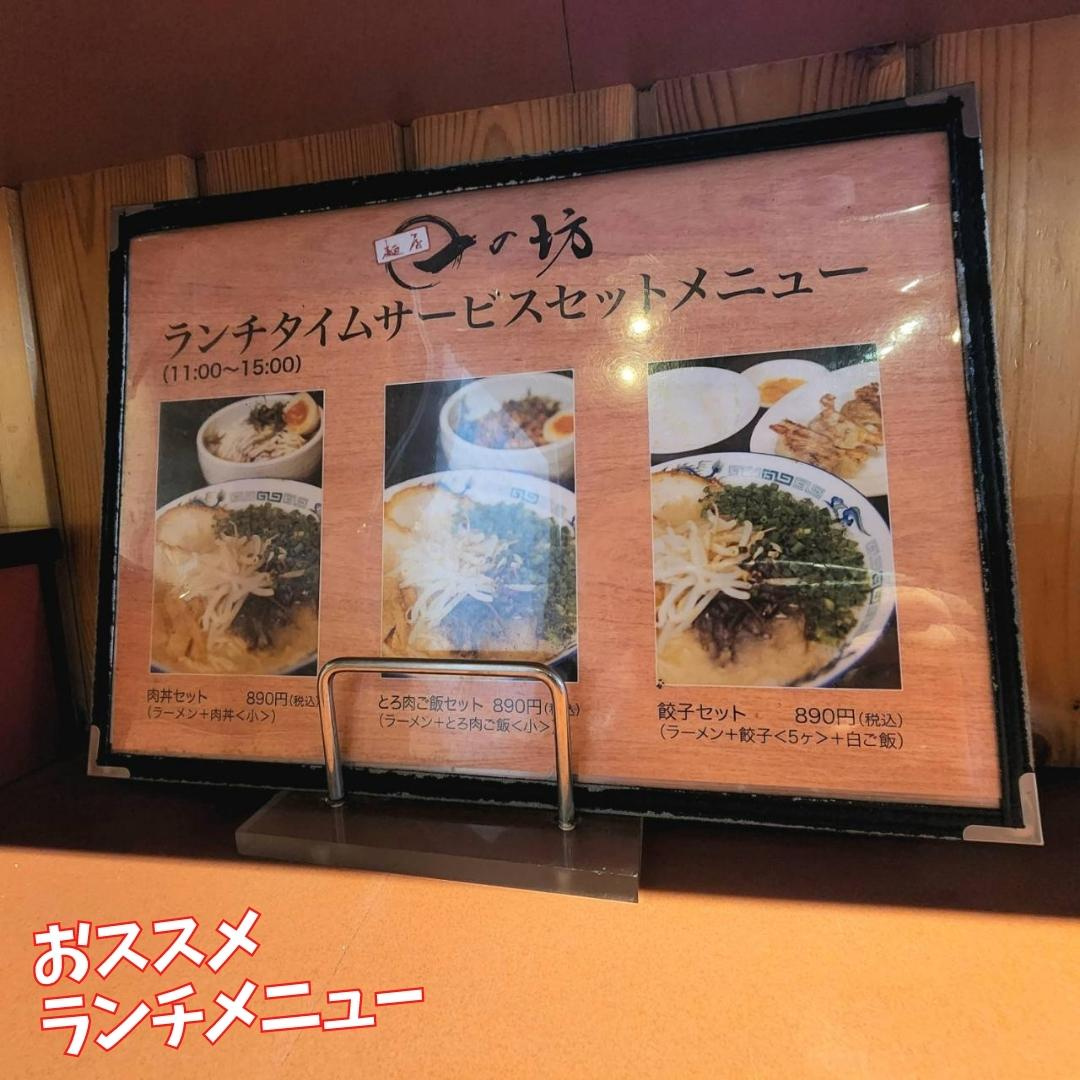 麺屋
一の坊
ランチタイムサービスセットメニュー
(11:00〜15:00)
肉丼セット 890円(税込)
(ラーメン+肉丼<小>)
とろ肉ご飯セット 890円(税込)
(ラーメン+とろ肉ご飯<小>)
餃子セット 890円(税込)
(ラーメン+餃子<5ヶ>+白ご飯)
おススメ
ランチメニュー